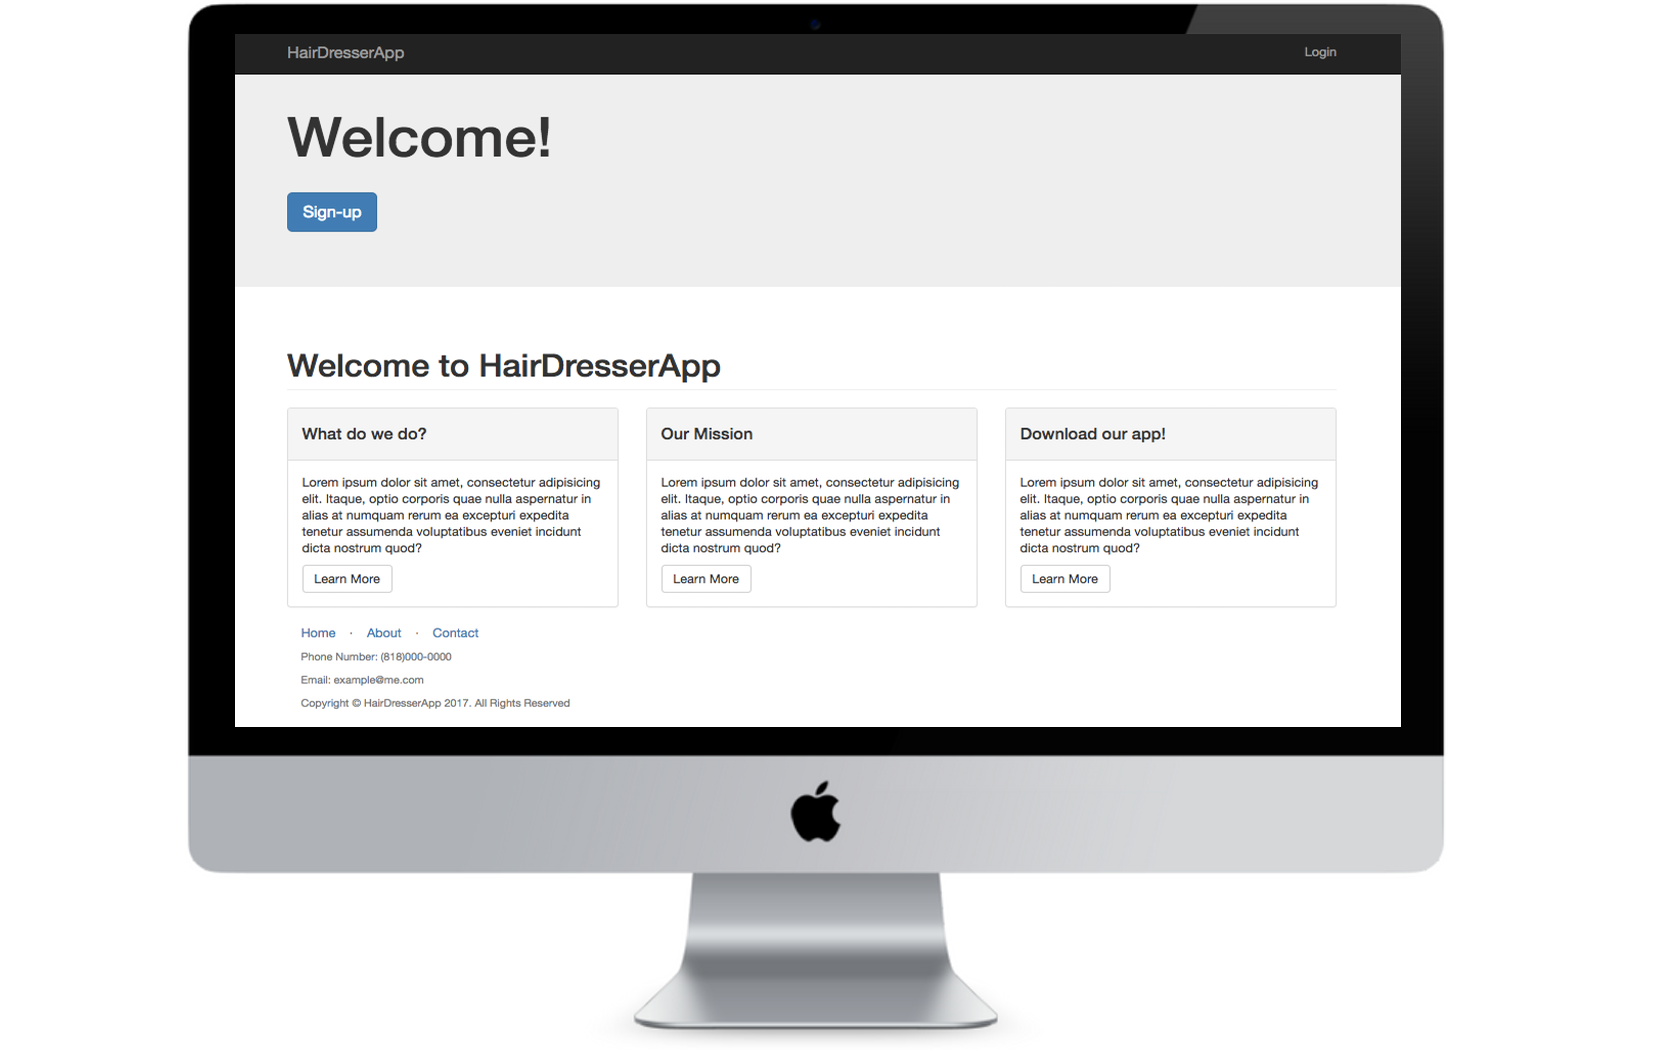 HairDresserApp
Login
Welcome!
Sign-up
Welcome to HairDresserApp
What do we do?
Lorem ipsum dolor sit amet, consectetur adipisicing
elit. Itaque, optio corporis quae nulla aspernatur in
alias at numquam rerum ea excepturi expedita
tenetur assumenda voluptatibus eveniet incidunt
dicta nostrum quod?
Learn More
Our Mission
Lorem ipsum dolor sit amet, consectetur adipisicing
elit. Itaque, optio corporis quae nulla aspernatur in
alias at numquam rerum ea excepturi expedita
tenetur assumenda voluptatibus eveniet incidunt
dicta nostrum quod?
Learn More
Download our app!
Lorem ipsum dolor sit amet, consectetur adipisicing
elit. Itaque, optio corporis quae nulla aspernatur in
alias at numquam rerum ea excepturi expedita
tenetur assumenda voluptatibus eveniet incidunt
dicta nostrum quod?
Learn More
Home · About · Contact
Phone Number: (818)000-0000
Email: example@me.com
Copyright © HairDresserApp 2017. All Rights Reserved